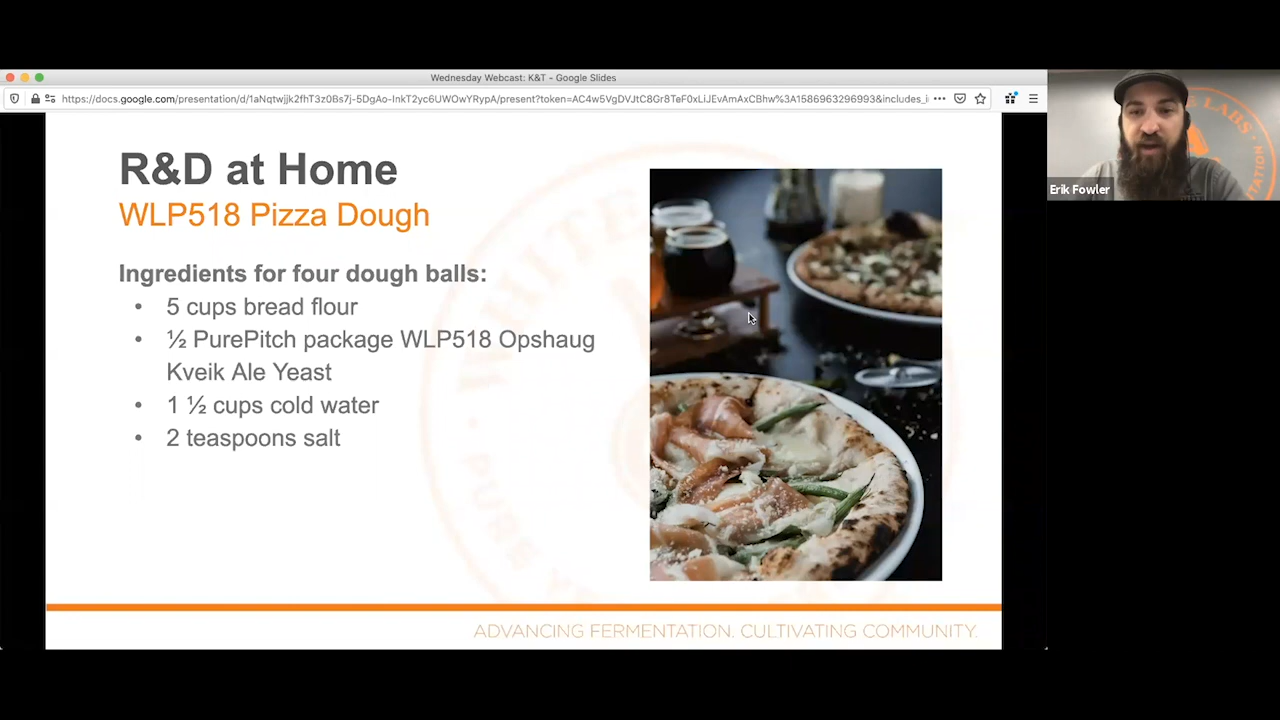 Wednesday Webcast: K&T - Google Slides
https://docs.google.com/presentation/d/1aNqtwjjk2fhT3z0Bs7j-5DgAo-InkT2yc6UWOwYRypA/present?token=AC4w5VgDVJtC8Gr8TeF0xLiJEvAmAxCBhw%3A1586963296993&includes_i
R&D at Home
WLP518 Pizza Dough
Ingredients for four dough balls:
• 5 cups bread flour
• ½ PurePitch package WLP518 Opshaug
Kveik Ale Yeast
• 1 ½ cups cold water
• 2 teaspoons salt
ADVANCING FERMENTATION. CULTIVATING COMMUNITY.
Erik Fowler
LABS